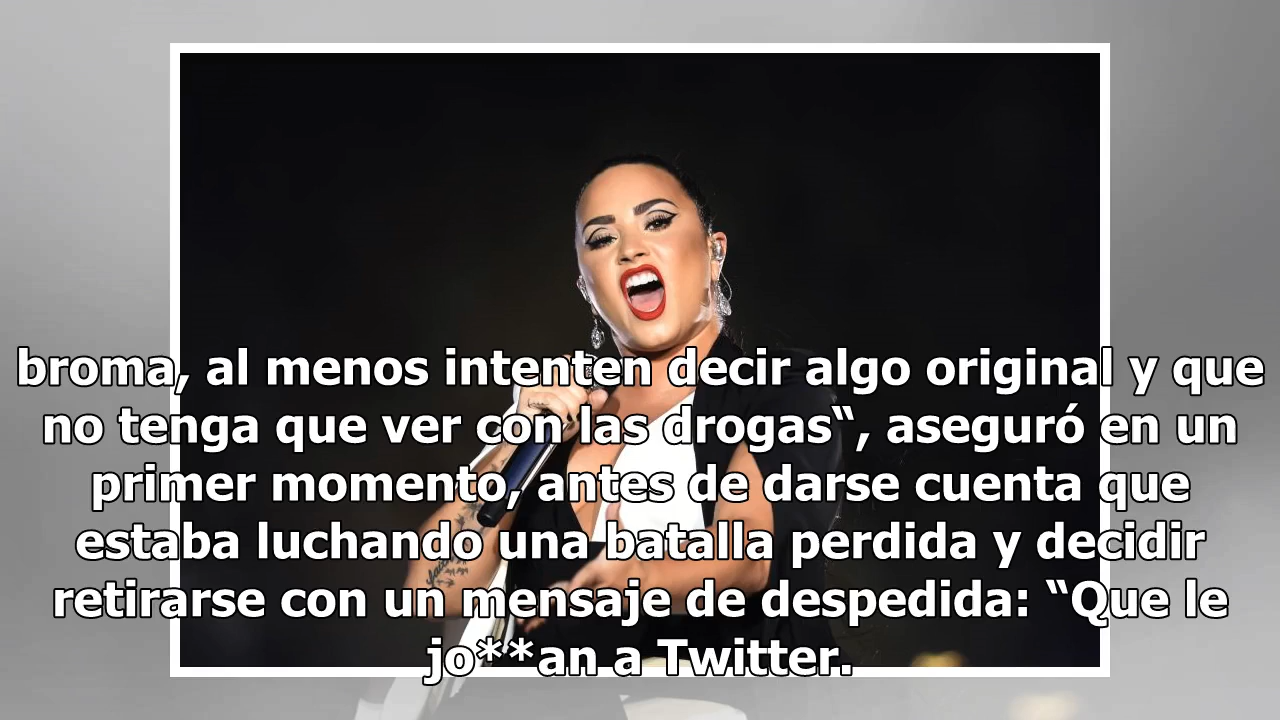 broma, al menos intenten decir algo original y que
no tenga que ver con las drogas“, aseguró en un
primer momento, antes de darse cuenta que
estaba luchando una batalla perdida y decidir
retirarse con un mensaje de despedida: “Que le
jo**an a Twitter.